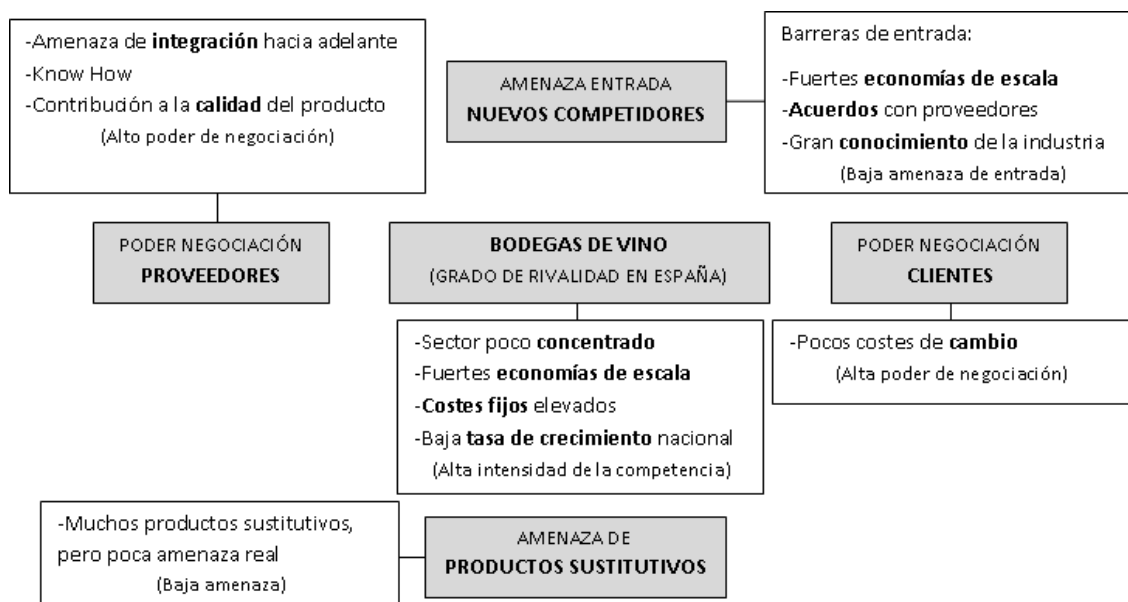 -Amenaza de integración hacia adelante
-Know How
-Contribución a la calidad del producto
(Alto poder de negociación)
AMENAZA ENTRADA
NUEVOS COMPETIDORES
Barreras de entrada:
-Fuertes economías de escala
-Acuerdos con proveedores
-Gran conocimiento de la industria
(Baja amenaza de entrada)
PODER NEGOCIACIÓN
PROVEEDORES
BODEGAS DE VINO
(GRADO DE RIVALIDAD EN ESPAÑA)
PODER NEGOCIACIÓN
CLIENTES
-Sector poco concentrado
-Fuertes economías de escala
-Costes fijos elevados
-Baja tasa de crecimiento nacional
(Alta intensidad de la competencia)
-Pocos costes de cambio
(Alta poder de negociación)
-Muchos productos sustitutivos,
pero poca amenaza real
(Baja amenaza)
AMENAZA DE
PRODUCTOS SUSTITUTIVOS